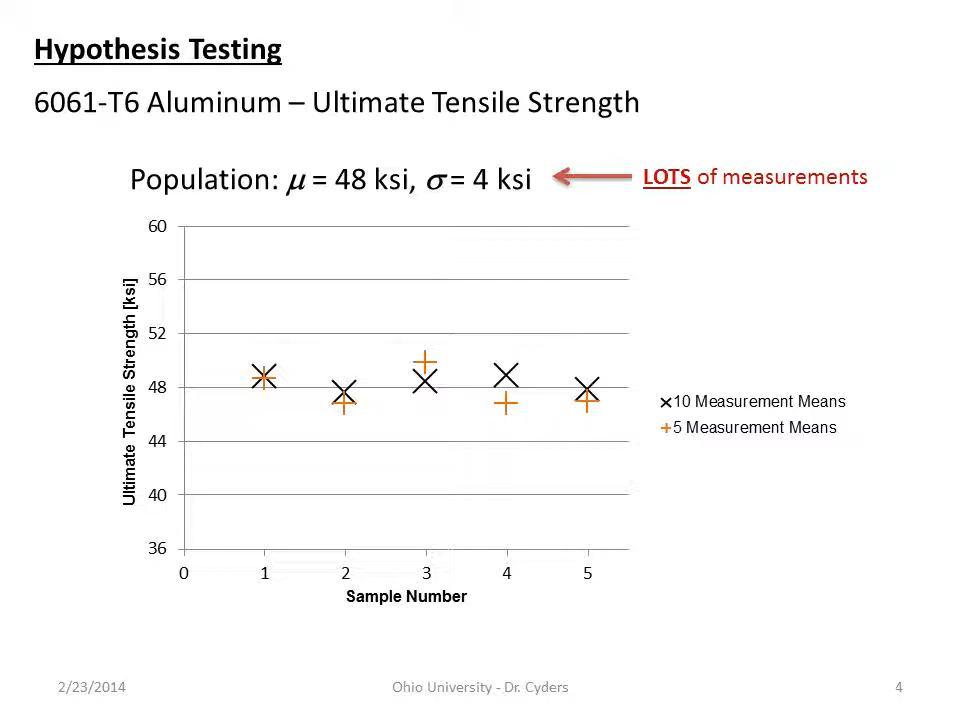 Hypothesis Testing
6061-T6 Aluminum – Ultimate Tensile Strength
Population: μ = 48 ksi, σ = 4 ksi
LOTS of measurements
60
56
52
48
44
40
36
Ultimate Tensile Strength [ksi]
0 1 2 3 4 5
Sample Number
10 Measurement Means
5 Measurement Means
2/23/2014
Ohio University - Dr. Cyders
4